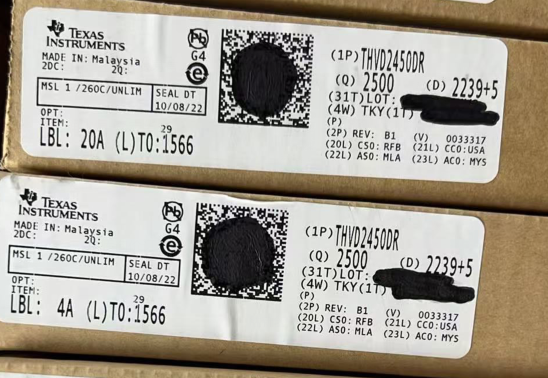 TEXAS
INSTRUMENTS
MADE IN: Malaysia
2DC: 2Q:
MSL 1 /260C/UNLIM
SEAL DT
10/08/22
OPT:
ITEM:
LBL: 20A (L)TO:1566
29
Pb
G4
e
(1P)THVD2450DR
(Q) 2500 (D) 2239+5
(31T)LOT:
(4W) TKY(1T)
(P)
(2P) REV: B1 (V) 0033317
(20L) CSO: RFB (21L) CCO:USA
(22L) ASO: MLA (23L) ACO: MYS
TEXAS
INSTRUMENTS
MADE IN: Malaysia
2DC: 2Q:
MSL 1 /260C/UNLIM
SEAL DT
10/08/22
OPT:
ITEM:
LBL: 4A (L)TO:1566
29
Pb
G4
e
(1P)THVD2450DR
(Q) 2500 (D) 2239+5
(31T)LOT:
(4W) TKY(1T)
(P)
(2P) REV: B1 (V) 0033317
(20L) CSO: RFB (21L) CCO:USA
(22L) ASO: MLA (23L) ACO: MYS